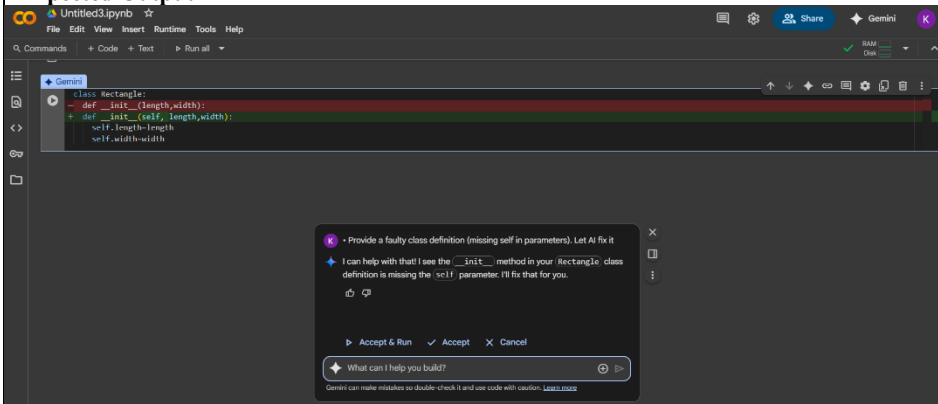 Untitled3.ipynb ☆
File Edit View Insert Runtime Tools Help
Share
Gemini
K
Commands + Code + Text ▷ Run all
RAM
Disk
Gemini
class Rectangle:
- def __init__(length,width):
+ def __init__(self, length,width):
self.length=length
self.width=width
K
• Provide a faulty class definition (missing self in parameters). Let AI fix it
I can help with that! I see the __init__ method in your Rectangle class
definition is missing the self parameter. I'll fix that for you.
▷ Accept & Run ✓ Accept X Cancel
What can I help you build?
Gemini can make mistakes so double-check it and use code with caution. Learn more